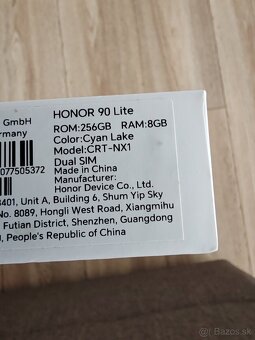 GmbH
HONOR 90 Lite
ermany
ROM:256GB RAM:8GB
Color:Cyan Lake
Model:CRT-NX1
077505372
Dual SIM
Made in China
Manufacturer:
Honor Device Co., Ltd.
3401, Unit A, Building 6, Shum Yip Sky
No. 8089, Hongli West Road, Xiangmihu
Futian District, Shenzhen, Guangdong
People's Republic of China
Bazos.sk